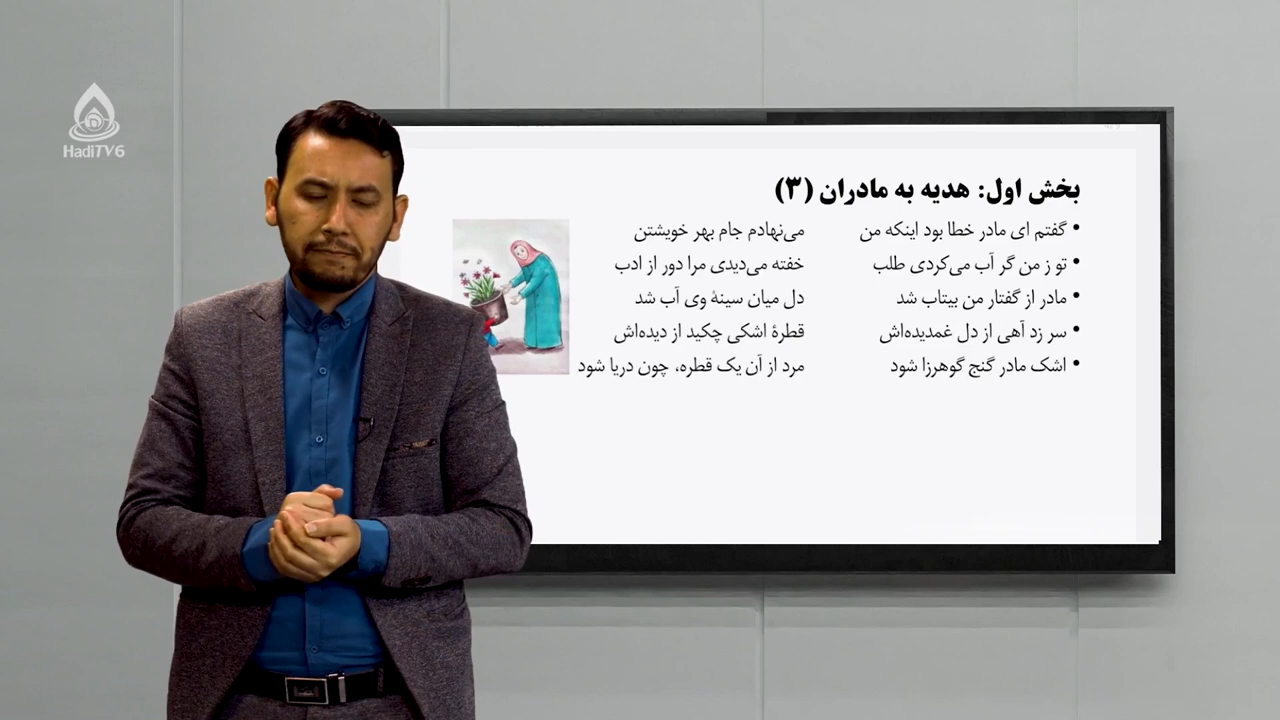 HadiTV6
بخش اول: هدیه به مادران (۳)
• گفتم ای مادر خطا بود اینکه من می‌نهادم جام بهر خویشتن
• تو ز من گر آب می‌کردی طلب خفته می‌دیدی مرا دور از ادب
• مادر از گفتار من بیتاب شد دل میان سینهٔ وی آب شد
• سر زد آهی از دل غمدیده‌اش قطرهٔ اشکی چکید از دیده‌اش
• اشک مادر گنج گوهرزا شود مرد از آن یک قطره، چون دریا شود